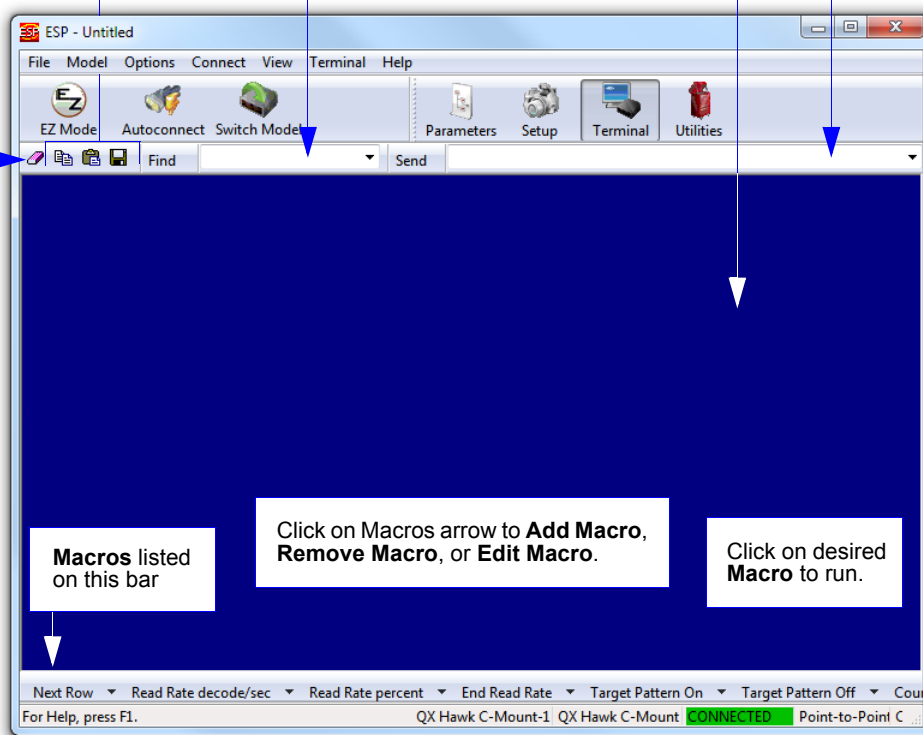 ESP - Untitled
File Model Options Connect View Terminal Help
EZ Mode Autoconnect Switch Model Parameters Setup Terminal Utilities
Find Send
Macros listed
on this bar
Click on Macros arrow to Add Macro,
Remove Macro, or Edit Macro.
Click on desired
Macro to run.
Next Row Read Rate decode/sec Read Rate percent End Read Rate Target Pattern On Target Pattern Off Cour
For Help, press F1. QX Hawk C-Mount-1 QX Hawk C-Mount CONNECTED Point-to-Point C